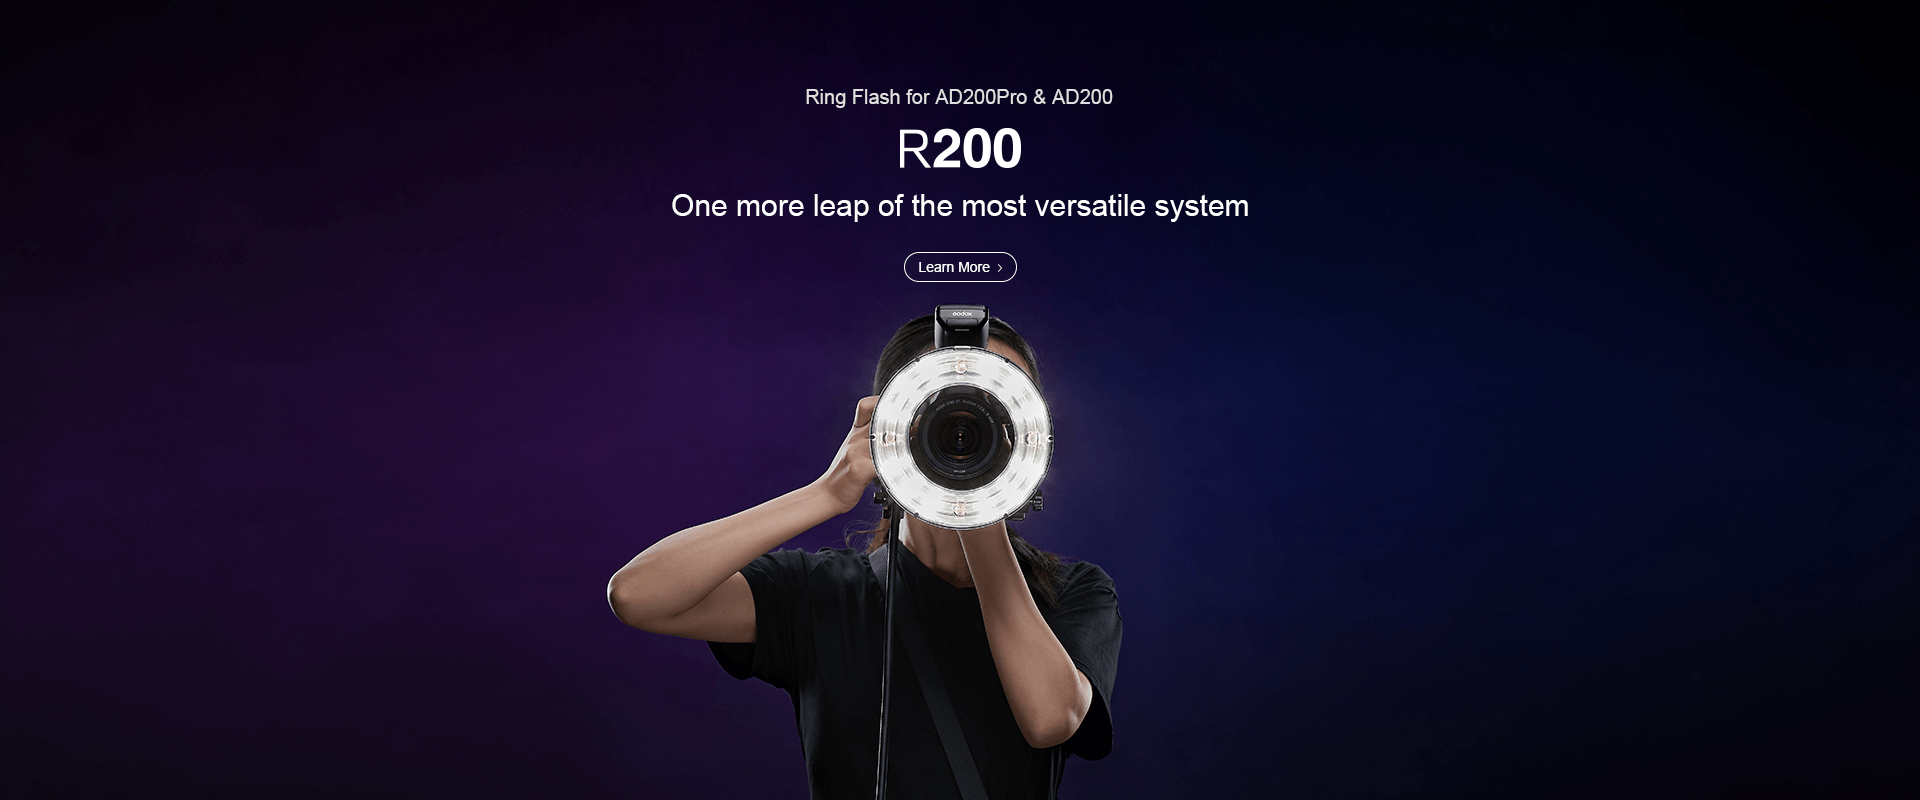 Ring Flash for AD200Pro & AD200
R200
One more leap of the most versatile system
Learn More >
Godox